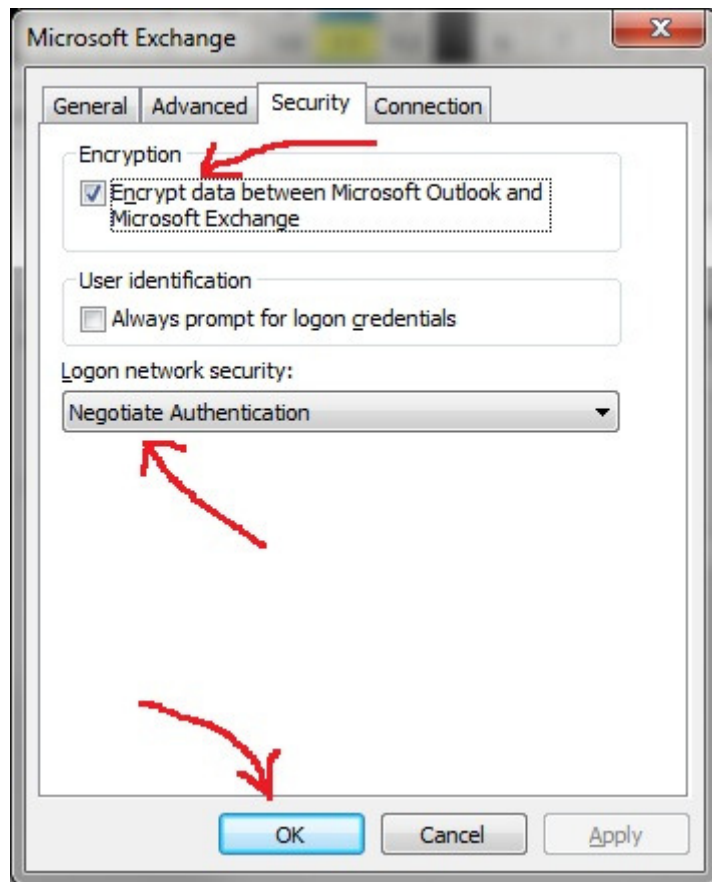 Microsoft Exchange
General Advanced Security Connection
Encryption
Encrypt data between Microsoft Outlook and
Microsoft Exchange
User identification
Always prompt for logon credentials
Logon network security:
Negotiate Authentication
OK Cancel Apply